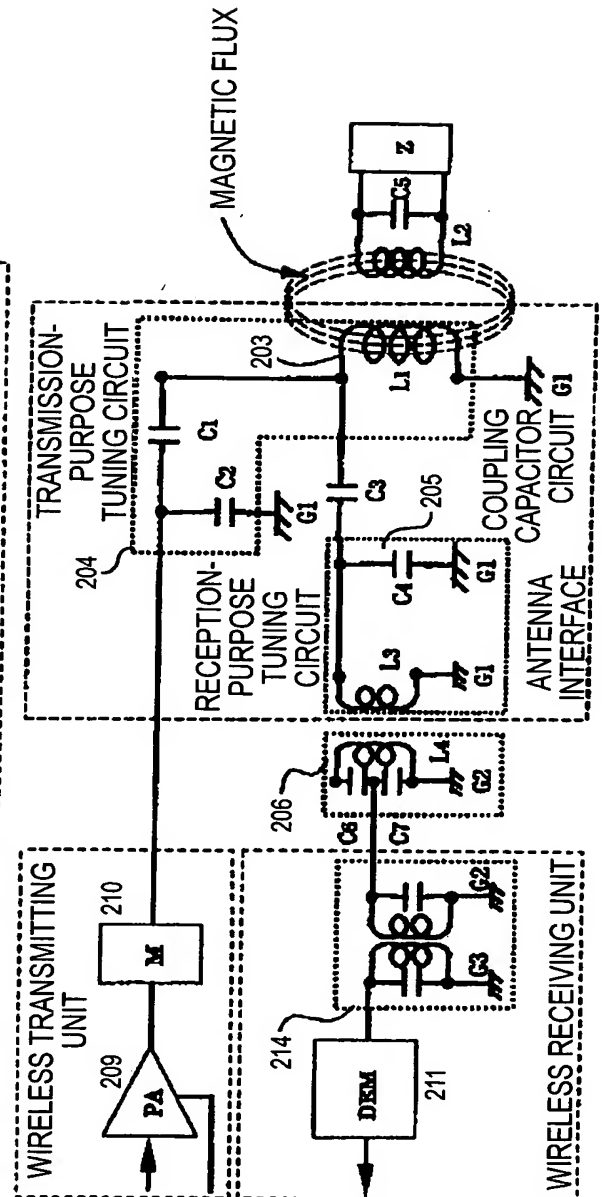 MAGNETIC FLUX
TRANSMISSION-
PURPOSE
TUNING CIRCUIT
204
203
C1
C2
G1
C3
L1
G1
L2
C5
Z
RECEPTION-
PURPOSE
TUNING
CIRCUIT
205
C4
G1
L3
G1
COUPLING
CAPACITOR
CIRCUIT
ANTENNA
INTERFACE
206
L4
G2
C6
C7
WIRELESS TRANSMITTING
UNIT
209
PA
210
M
214
G2
G3
DEM
211
WIRELESS RECEIVING UNIT